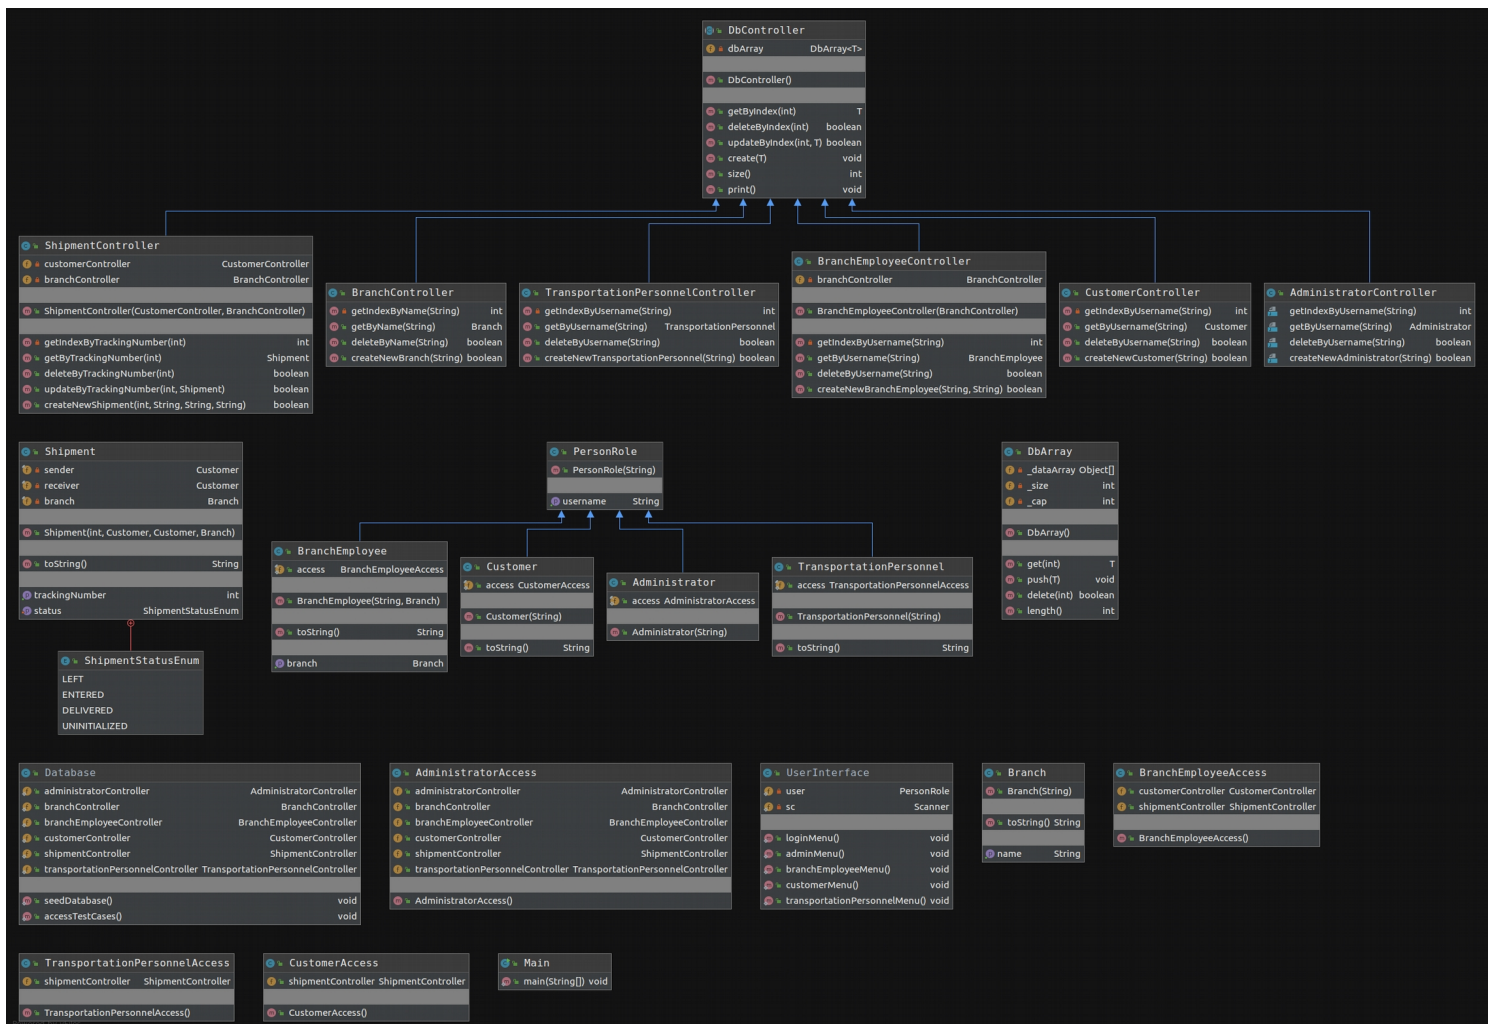 DbController
dbArray DbArray<T>
DbController()
getByIndex(int) T
deleteByIndex(int) boolean
updateByIndex(int, T) boolean
create(T) void
size() int
print() void
ShipmentController
customerController CustomerController
branchController BranchController
ShipmentController(CustomerController, BranchController)
getIndexByTrackingNumber(int) int
getByTrackingNumber(int) Shipment
deleteByTrackingNumber(int) boolean
updateByTrackingNumber(int, Shipment) boolean
createNewShipment(int, String, String, String) boolean
BranchController
getIndexByName(String) int
getByName(String) Branch
deleteByName(String) boolean
createNewBranch(String) boolean
TransportationPersonnelController
getIndexByUsername(String) int
getByUsername(String) TransportationPersonnel
deleteByUsername(String) boolean
createNewTransportationPersonnel(String) boolean
BranchEmployeeController
branchController BranchController
BranchEmployeeController(BranchController)
getIndexByUsername(String) int
getByUsername(String) BranchEmployee
deleteByUsername(String) boolean
createNewBranchEmployee(String, String) boolean
CustomerController
getIndexByUsername(String) int
getByUsername(String) Customer
deleteByUsername(String) boolean
createNewCustomer(String) boolean
AdministratorController
getIndexByUsername(String) int
getByUsername(String) Administrator
deleteByUsername(String) boolean
createNewAdministrator(String) boolean
Shipment
sender Customer
receiver Customer
branch Branch
Shipment(int, Customer, Customer, Branch)
toString() String
trackingNumber int
status ShipmentStatusEnum
ShipmentStatusEnum
LEFT
ENTERED
DELIVERED
UNINITIALIZED
PersonRole
PersonRole(String)
username String
BranchEmployee
access BranchEmployeeAccess
BranchEmployee(String, Branch)
toString() String
branch Branch
Customer
access CustomerAccess
Customer(String)
toString() String
Administrator
access AdministratorAccess
Administrator(String)
TransportationPersonnel
access TransportationPersonnelAccess
TransportationPersonnel(String)
toString() String
DbArray
_dataArray Object[]
_size int
_cap int
DbArray()
get(int) T
push(T) void
delete(int) boolean
length() int
Database
administratorController AdministratorController
branchController BranchController
branchEmployeeController BranchEmployeeController
customerController CustomerController
shipmentController ShipmentController
transportationPersonnelController TransportationPersonnelController
seedDatabase() void
accessTestCases() void
AdministratorAccess
administratorController AdministratorController
branchController BranchController
branchEmployeeController BranchEmployeeController
customerController CustomerController
shipmentController ShipmentController
transportationPersonnelController TransportationPersonnelController
AdministratorAccess()
UserInterface
user PersonRole
sc Scanner
loginMenu() void
adminMenu() void
branchEmployeeMenu() void
customerMenu() void
transportationPersonnelMenu() void
Branch
Branch(String)
toString() String
name String
BranchEmployeeAccess
customerController CustomerController
shipmentController ShipmentController
BranchEmployeeAccess()
TransportationPersonnelAccess
shipmentController ShipmentController
TransportationPersonnelAccess()
CustomerAccess
shipmentController ShipmentController
CustomerAccess()
Main
main(String[]) void